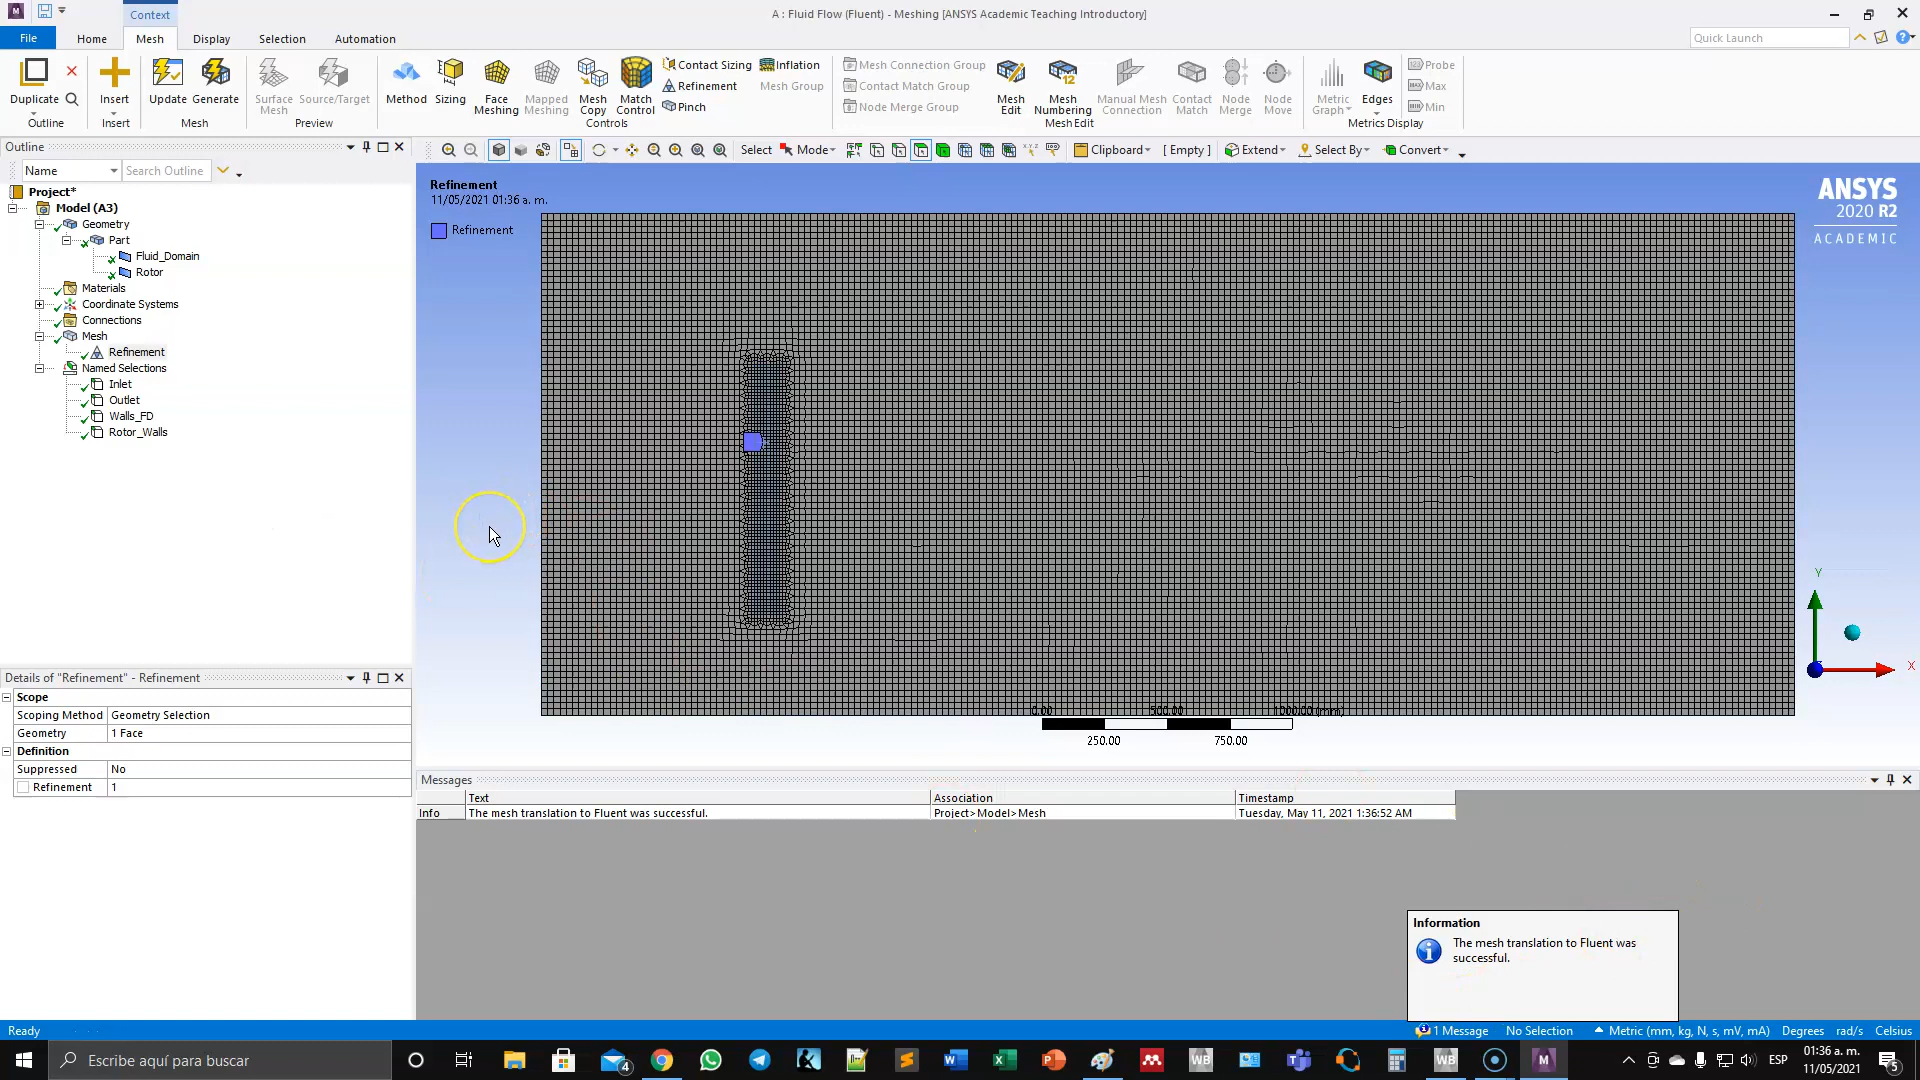 A : Fluid Flow (Fluent) - Meshing [ANSYS Academic Teaching Introductory]
Context
File Home Mesh Display Selection Automation
Quick Launch
Duplicate
Outline
Insert
Insert
Update Generate
Mesh
Surface Mesh Source/Target
Preview
Method Sizing Face Meshing Mapped Meshing Mesh Copy Match Control
Contact Sizing Inflation
Refinement Mesh Group
Pinch
Controls
Mesh Connection Group
Contact Match Group
Node Merge Group
Mesh Edit Mesh Numbering Manual Mesh Connection Contact Match Node Merge Node Move
Mesh Edit
Metric Graph Edges
Probe
Max
Min
Metrics Display
Outline
Name Search Outline
Select Mode Clipboard [ Empty ] Extend Select By Convert
Project*
Model (A3)
Geometry
Part
Fluid_Domain
Rotor
Materials
Coordinate Systems
Connections
Mesh
Refinement
Named Selections
Inlet
Outlet
Walls_FD
Rotor_Walls
Refinement
11/05/2021 01:36 a. m.
Refinement
ANSYS
2020 R2
ACADEMIC
Y
X
0.00 500.00 1000.00 (mm)
250.00 750.00
Details of "Refinement" - Refinement
Scope
Scoping Method Geometry Selection
Geometry 1 Face
Definition
Suppressed No
Refinement 1
Messages
Text Association Timestamp
Info The mesh translation to Fluent was successful. Project>Model>Mesh Tuesday, May 11, 2021 1:36:52 AM
Information
The mesh translation to Fluent was
successful.
Ready
1 Message No Selection Metric (mm, kg, N, s, mV, mA) Degrees rad/s Celsius
Escribe aquí para buscar
4
ESP
01:36 a. m.
11/05/2021
5